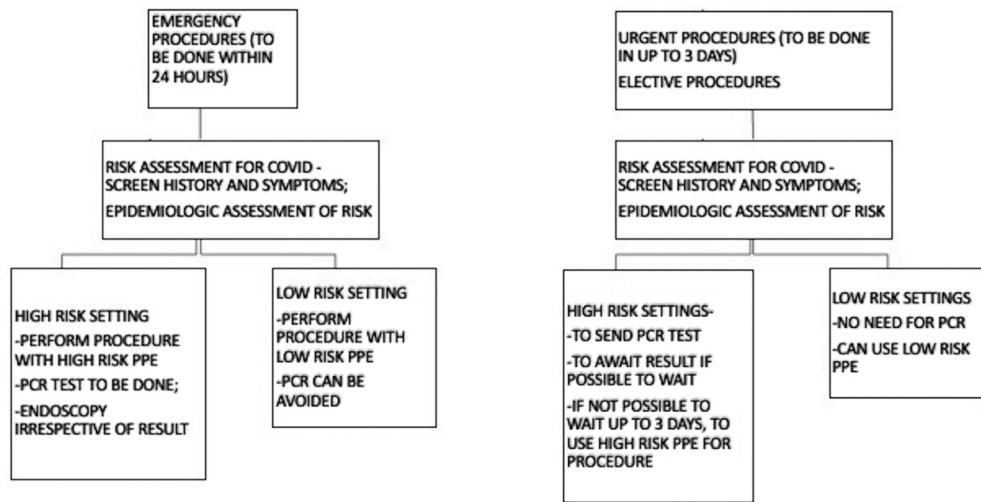 EMERGENCY
PROCEDURES (TO
BE DONE WITHIN
24 HOURS)
RISK ASSESSMENT FOR COVID -
SCREEN HISTORY AND SYMPTOMS;
EPIDEMIOLOGIC ASSESSMENT OF RISK
HIGH RISK SETTING
-PERFORM PROCEDURE
WITH HIGH RISK PPE
-PCR TEST TO BE DONE;
-ENDOSCOPY
IRRESPECTIVE OF RESULT
LOW RISK SETTING
-PERFORM
PROCEDURE WITH
LOW RISK PPE
-PCR CAN BE
AVOIDED
URGENT PROCEDURES (TO BE DONE
IN UP TO 3 DAYS)
ELECTIVE PROCEDURES
RISK ASSESSMENT FOR COVID -
SCREEN HISTORY AND SYMPTOMS;
EPIDEMIOLOGIC ASSESSMENT OF RISK
HIGH RISK SETTINGS-
-TO SEND PCR TEST
-TO AWAIT RESULT IF
POSSIBLE TO WAIT
-IF NOT POSSIBLE TO
WAIT UP TO 3 DAYS, TO
USE HIGH RISK PPE FOR
PROCEDURE
LOW RISK SETTINGS
-NO NEED FOR PCR
-CAN USE LOW RISK
PPE